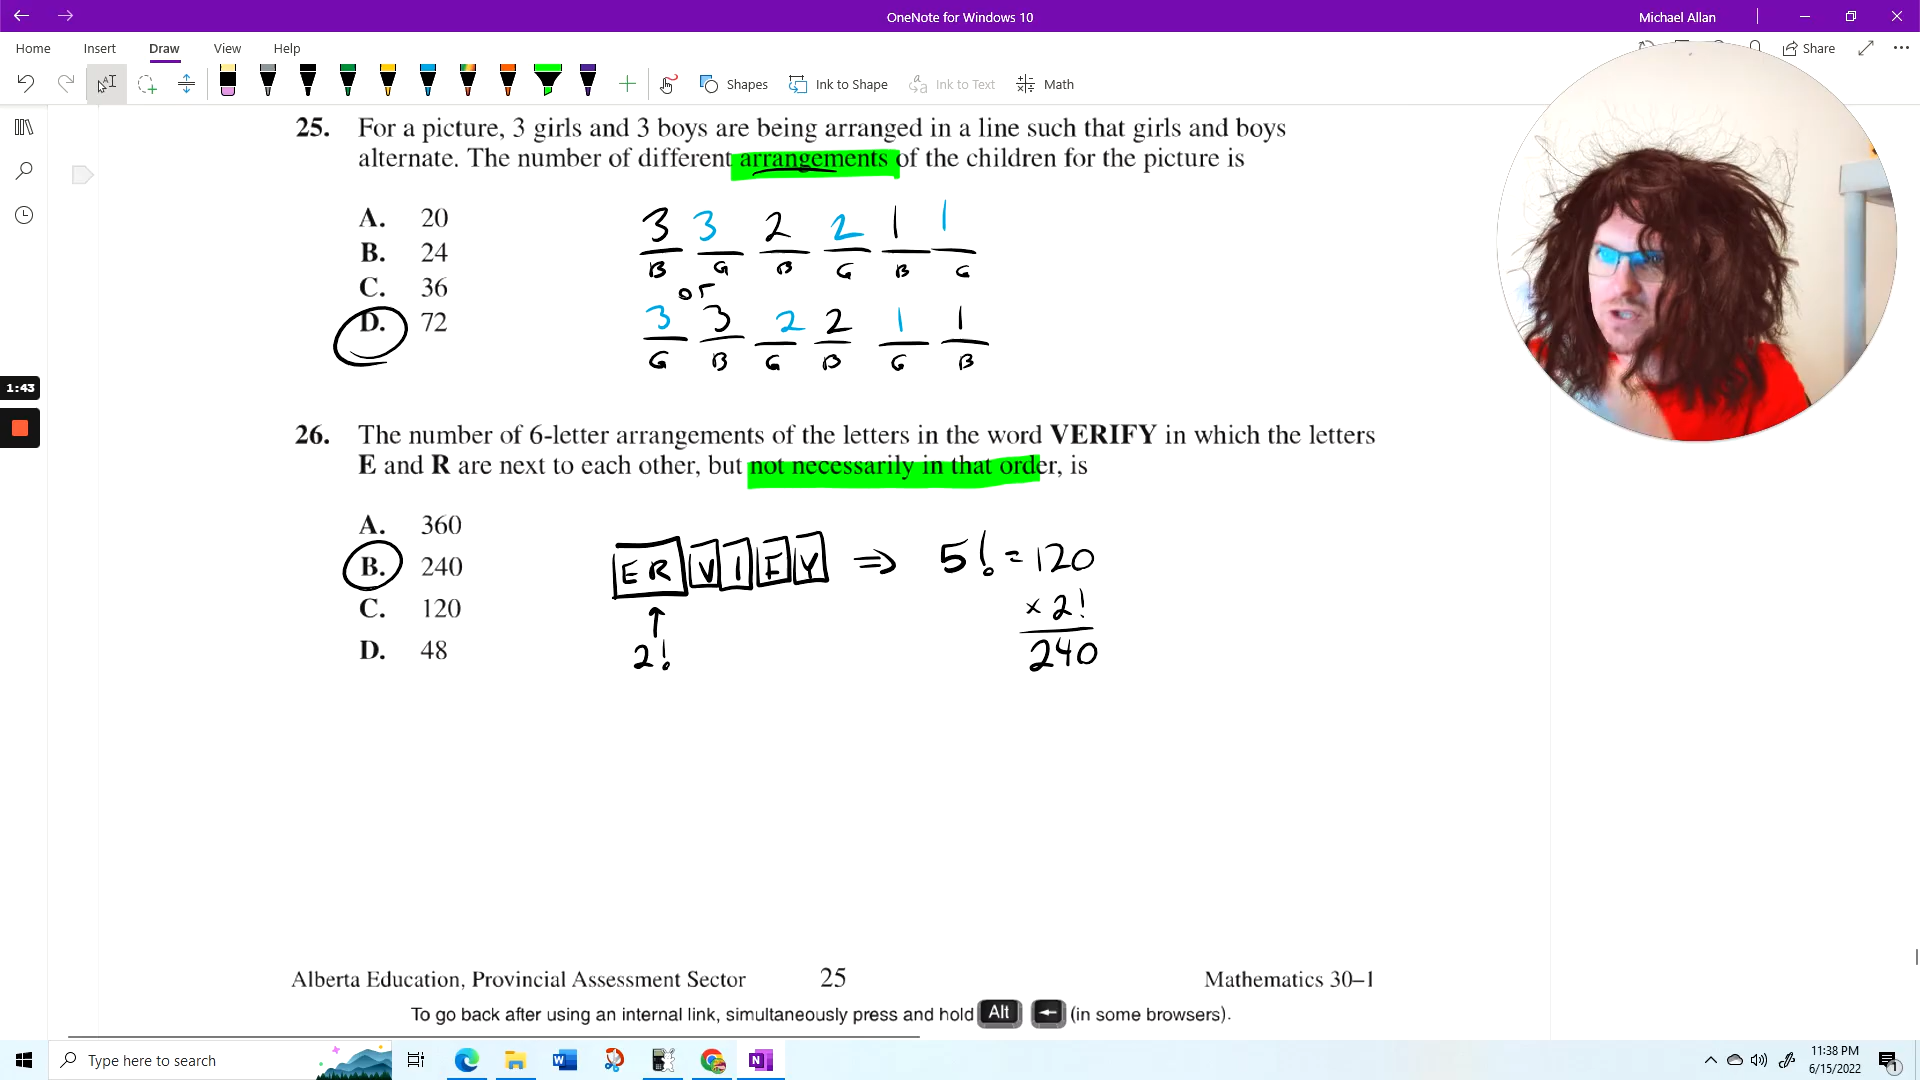 OneNote for Windows 10
Michael Allan
Home Insert Draw View Help
Share
Shapes Ink to Shape Ink to Text Math
25. For a picture, 3 girls and 3 boys are being arranged in a line such that girls and boys
alternate. The number of different arrangements of the children for the picture is
A. 20
B. 24
C. 36
D. 72
3 3 2 2 1 1
B G B G B G
or
3 3 2 2 1 1
G B G B G B
1:43
26. The number of 6-letter arrangements of the letters in the word VERIFY in which the letters
E and R are next to each other, but not necessarily in that order, is
A. 360
B. 240
C. 120
D. 48
E R V I F Y ⇒ 5! = 120
× 2!
240
↑
2!
Alberta Education, Provincial Assessment Sector 25 Mathematics 30–1
To go back after using an internal link, simultaneously press and hold Alt ← (in some browsers).
Type here to search
11:38 PM
6/15/2022
1